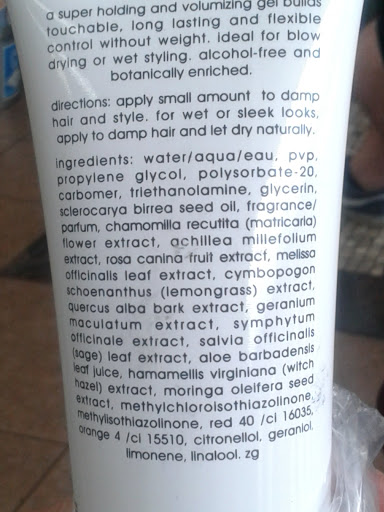 a super holding and volumizing gel builds
touchable, long lasting and flexible
control without weight. ideal for blow
drying or wet styling. alcohol-free and
botanically enriched.
directions: apply small amount to damp
hair and style. for wet or sleek looks,
apply to damp hair and let dry naturally.
ingredients: water/aqua/eau, pvp,
propylene glycol, polysorbate-20,
carbomer, triethanolamine, glycerin,
sclerocarya birrea seed oil, fragrance/
parfum, chamomilla recutita (matricaria)
flower extract, achillea millefolium
extract, rosa canina fruit extract, melissa
officinalis leaf extract, cymbopogon
schoenanthus (lemongrass) extract,
quercus alba bark extract, geranium
maculatum extract, symphytum
officinale extract, salvia officinalis
(sage) leaf extract, aloe barbadensis
leaf juice, hamamellis virginiana (witch
hazel) extract, moringa oleifera seed
extract, methylchloroisothiazolinone,
methylisothiazolinone, red 40 /ci 16035,
orange 4 /ci 15510, citronellol, geraniol,
limonene, linalool. zg